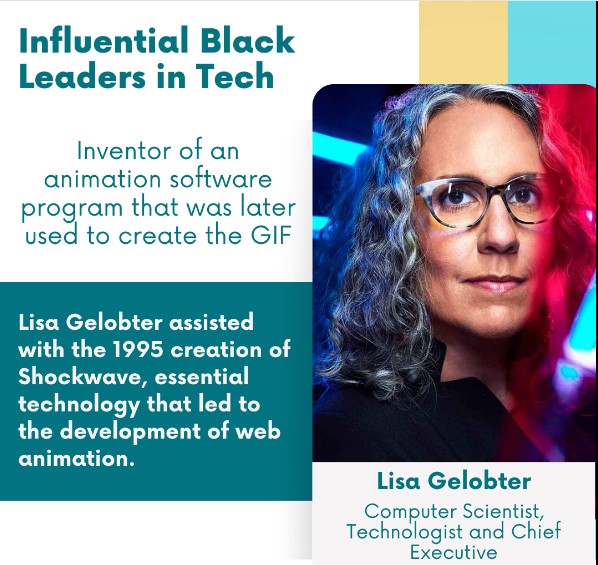 Influential Black
Leaders in Tech
Inventor of an
animation software
program that was later
used to create the GIF
Lisa Gelobter assisted
with the 1995 creation of
Shockwave, essential
technology that led to
the development of web
animation.
Lisa Gelobter
Computer Scientist,
Technologist and Chief
Executive